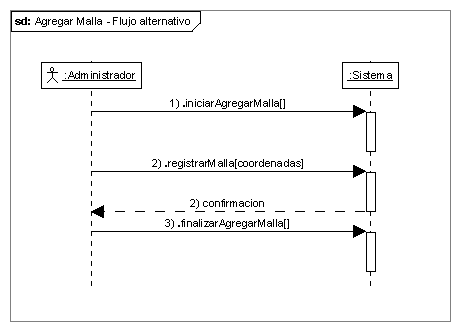 sd: Agregar Malla - Flujo alternativo
:Administrador
:Sistema
1) .iniciarAgregarMalla[]
2) .registrarMalla[coordenadas]
2) confirmacion
3) .finalizarAgregarMalla[]